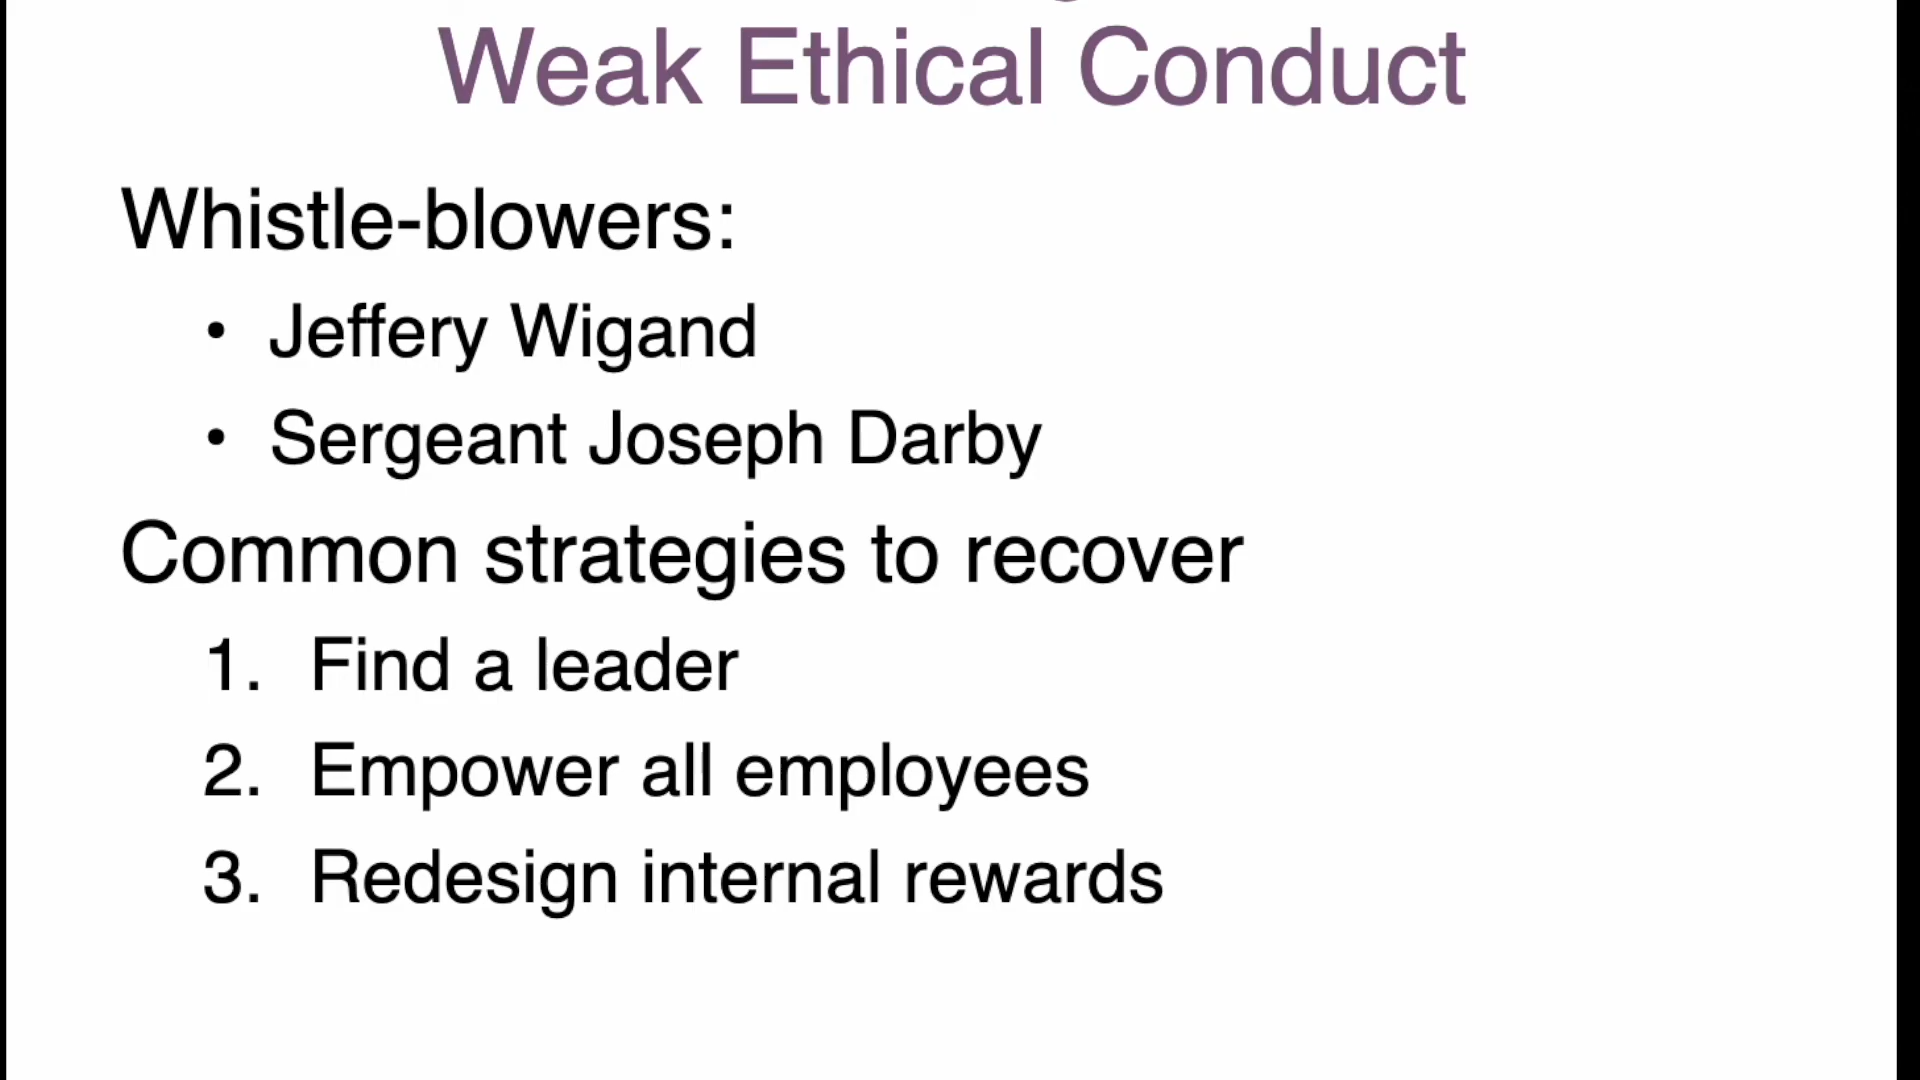 Weak Ethical Conduct
Whistle-blowers:
• Jeffery Wigand
• Sergeant Joseph Darby
Common strategies to recover
1. Find a leader
2. Empower all employees
3. Redesign internal rewards